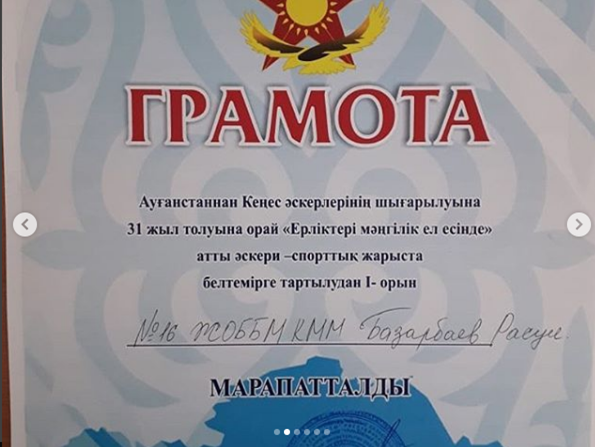 ГРАМОТА
Ауғанстаннан Кеңес әскерлерінің шығарылуына
31 жыл толуына орай «Ерліктері мәңгілік ел есінде»
атты әскери –спорттық жарыста
белтемірге тартылудан I- орын
№16 ЖОББМ КММ Базарбаев Расул.
МАРАПАТТАЛДЫ